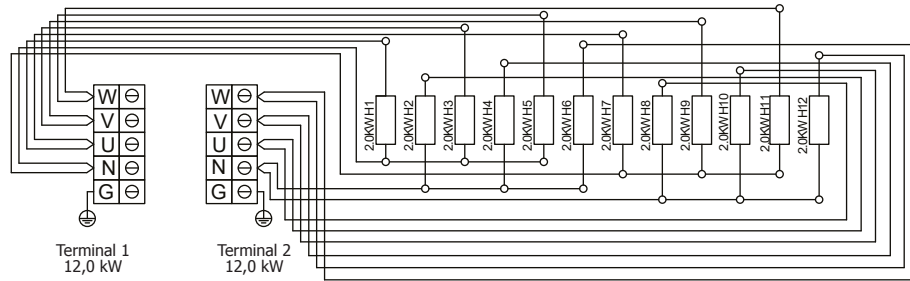 2.0KW H1
2.0KW H2
2.0KW H3
2.0KW H4
2.0KW H5
2.0KW H6
2.0KW H7
2.0KW H8
2.0KW H9
2.0KW H10
2.0KW H11
2.0KW H12
W
V
U
N
G
W
V
U
N
G
Terminal 1
12,0 kW
Terminal 2
12,0 kW